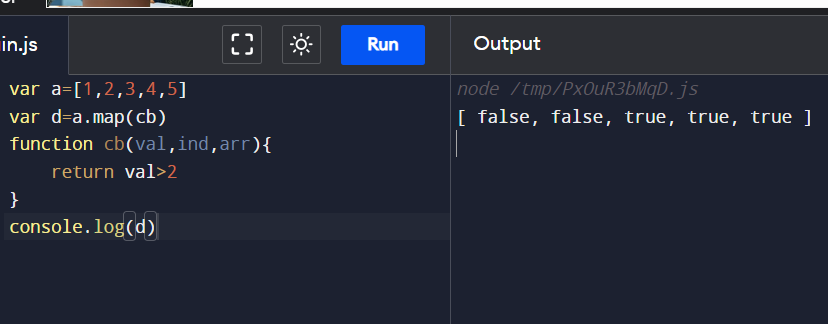 in.js
Run
Output
var a=[1,2,3,4,5]
var d=a.map(cb)
function cb(val,ind,arr){
    return val>2
}
console.log(d)
node /tmp/PxOuR3bMqD.js
[ false, false, true, true, true ]